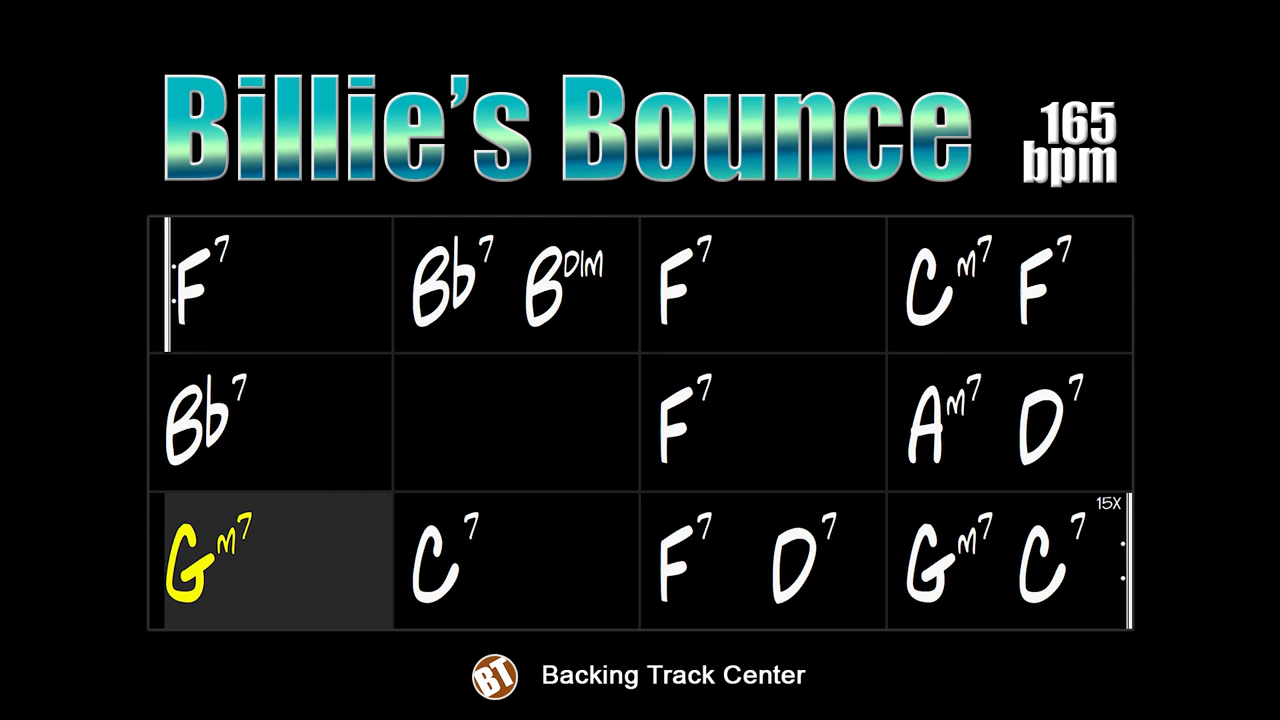 Billie's Bounce
165
bpm
F7 Bb7 BDIM F7 Cm7 F7
Bb7 F7 Am7 D7
15X
Gm7 C7 F7 D7 Gm7 C7
BT Backing Track Center